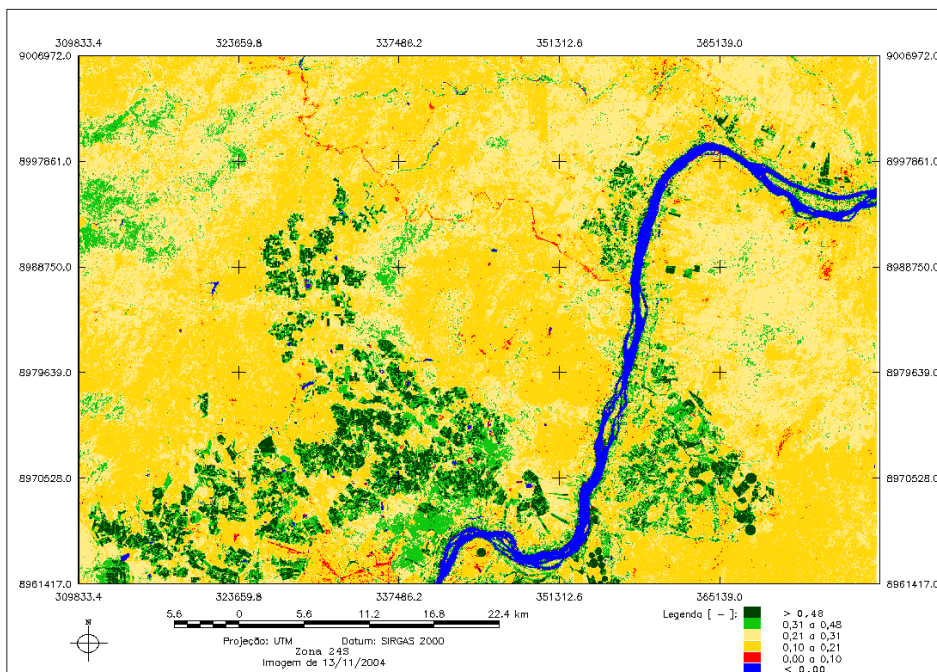 309833.4 323659.8 337486.2 351312.6 365139.0
9006972.0 9006972.0
8997861.0 8997861.0
8988750.0 8988750.0
8979639.0 8979639.0
8970528.0 8970528.0
8961417.0 8961417.0
309833.4 323659.8 337486.2 351312.6 365139.0
5.6 0 5.6 11.2 16.8 22.4 km
Projeção: UTM Datum: SIRGAS 2000
Zona 24S
Imagem de 13/11/2004
N
Legenda [ - ]:
> 0,48
0,31 a 0,48
0,21 a 0,31
0,10 a 0,21
0,00 a 0,10
< 0,00